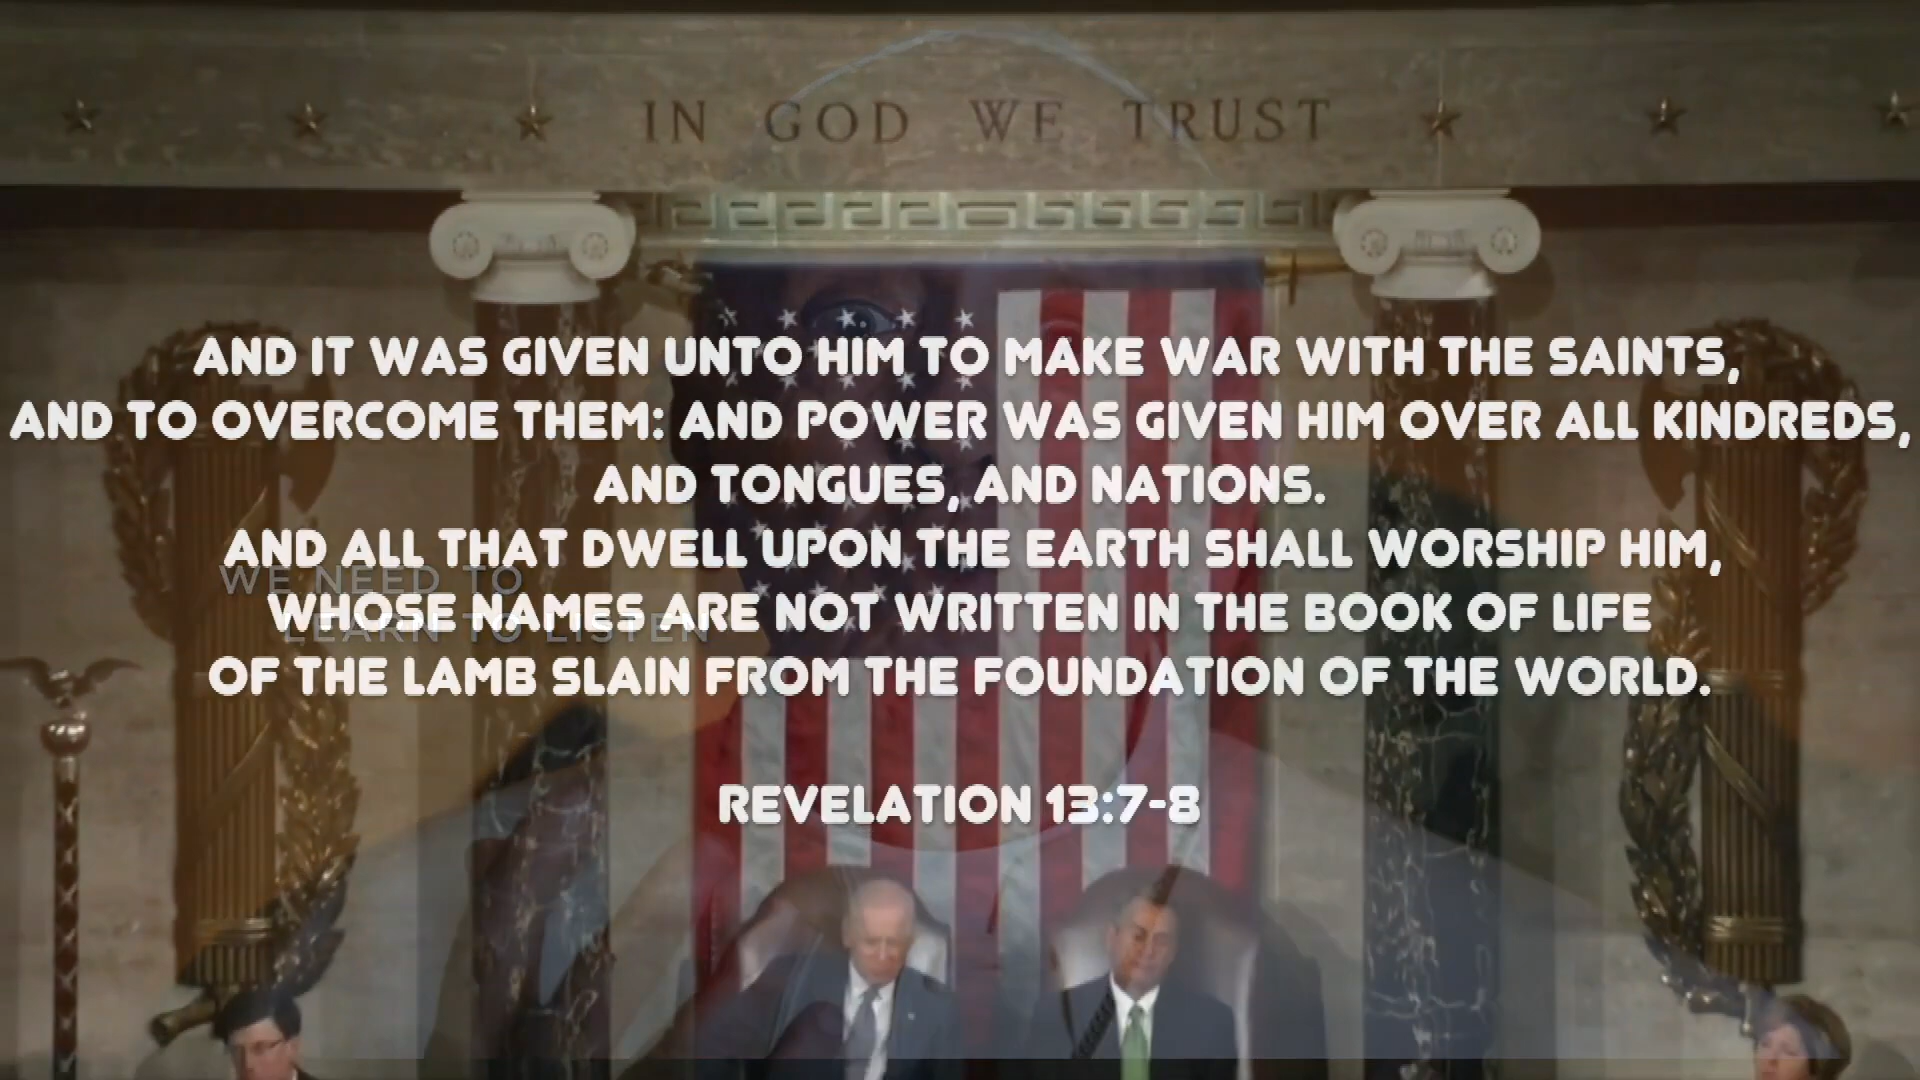 IN GOD WE TRUST
AND IT WAS GIVEN UNTO HIM TO MAKE WAR WITH THE SAINTS,
AND TO OVERCOME THEM: AND POWER WAS GIVEN HIM OVER ALL KINDREDS,
AND TONGUES, AND NATIONS.
AND ALL THAT DWELL UPON THE EARTH SHALL WORSHIP HIM,
WE NEED TO
WHOSE NAMES ARE NOT WRITTEN IN THE BOOK OF LIFE
LEARN TO LISTEN
OF THE LAMB SLAIN FROM THE FOUNDATION OF THE WORLD.
REVELATION 13:7-8